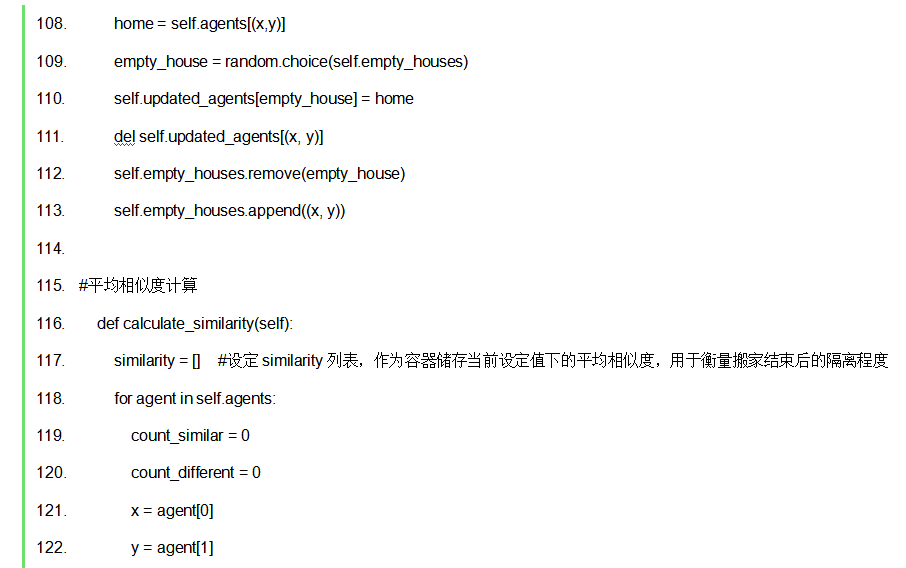 108. home = self.agents[(x,y)]
109. empty_house = random.choice(self.empty_houses)
110. self.updated_agents[empty_house] = home
111. del self.updated_agents[(x, y)]
112. self.empty_houses.remove(empty_house)
113. self.empty_houses.append((x, y))
114.
115. #平均相似度计算
116. def calculate_similarity(self):
117. similarity = [] #设定 similarity 列表，作为容器储存当前设定值下的平均相似度，用于衡量搬家结束后的隔离程度
118. for agent in self.agents:
119. count_similar = 0
120. count_different = 0
121. x = agent[0]
122. y = agent[1]